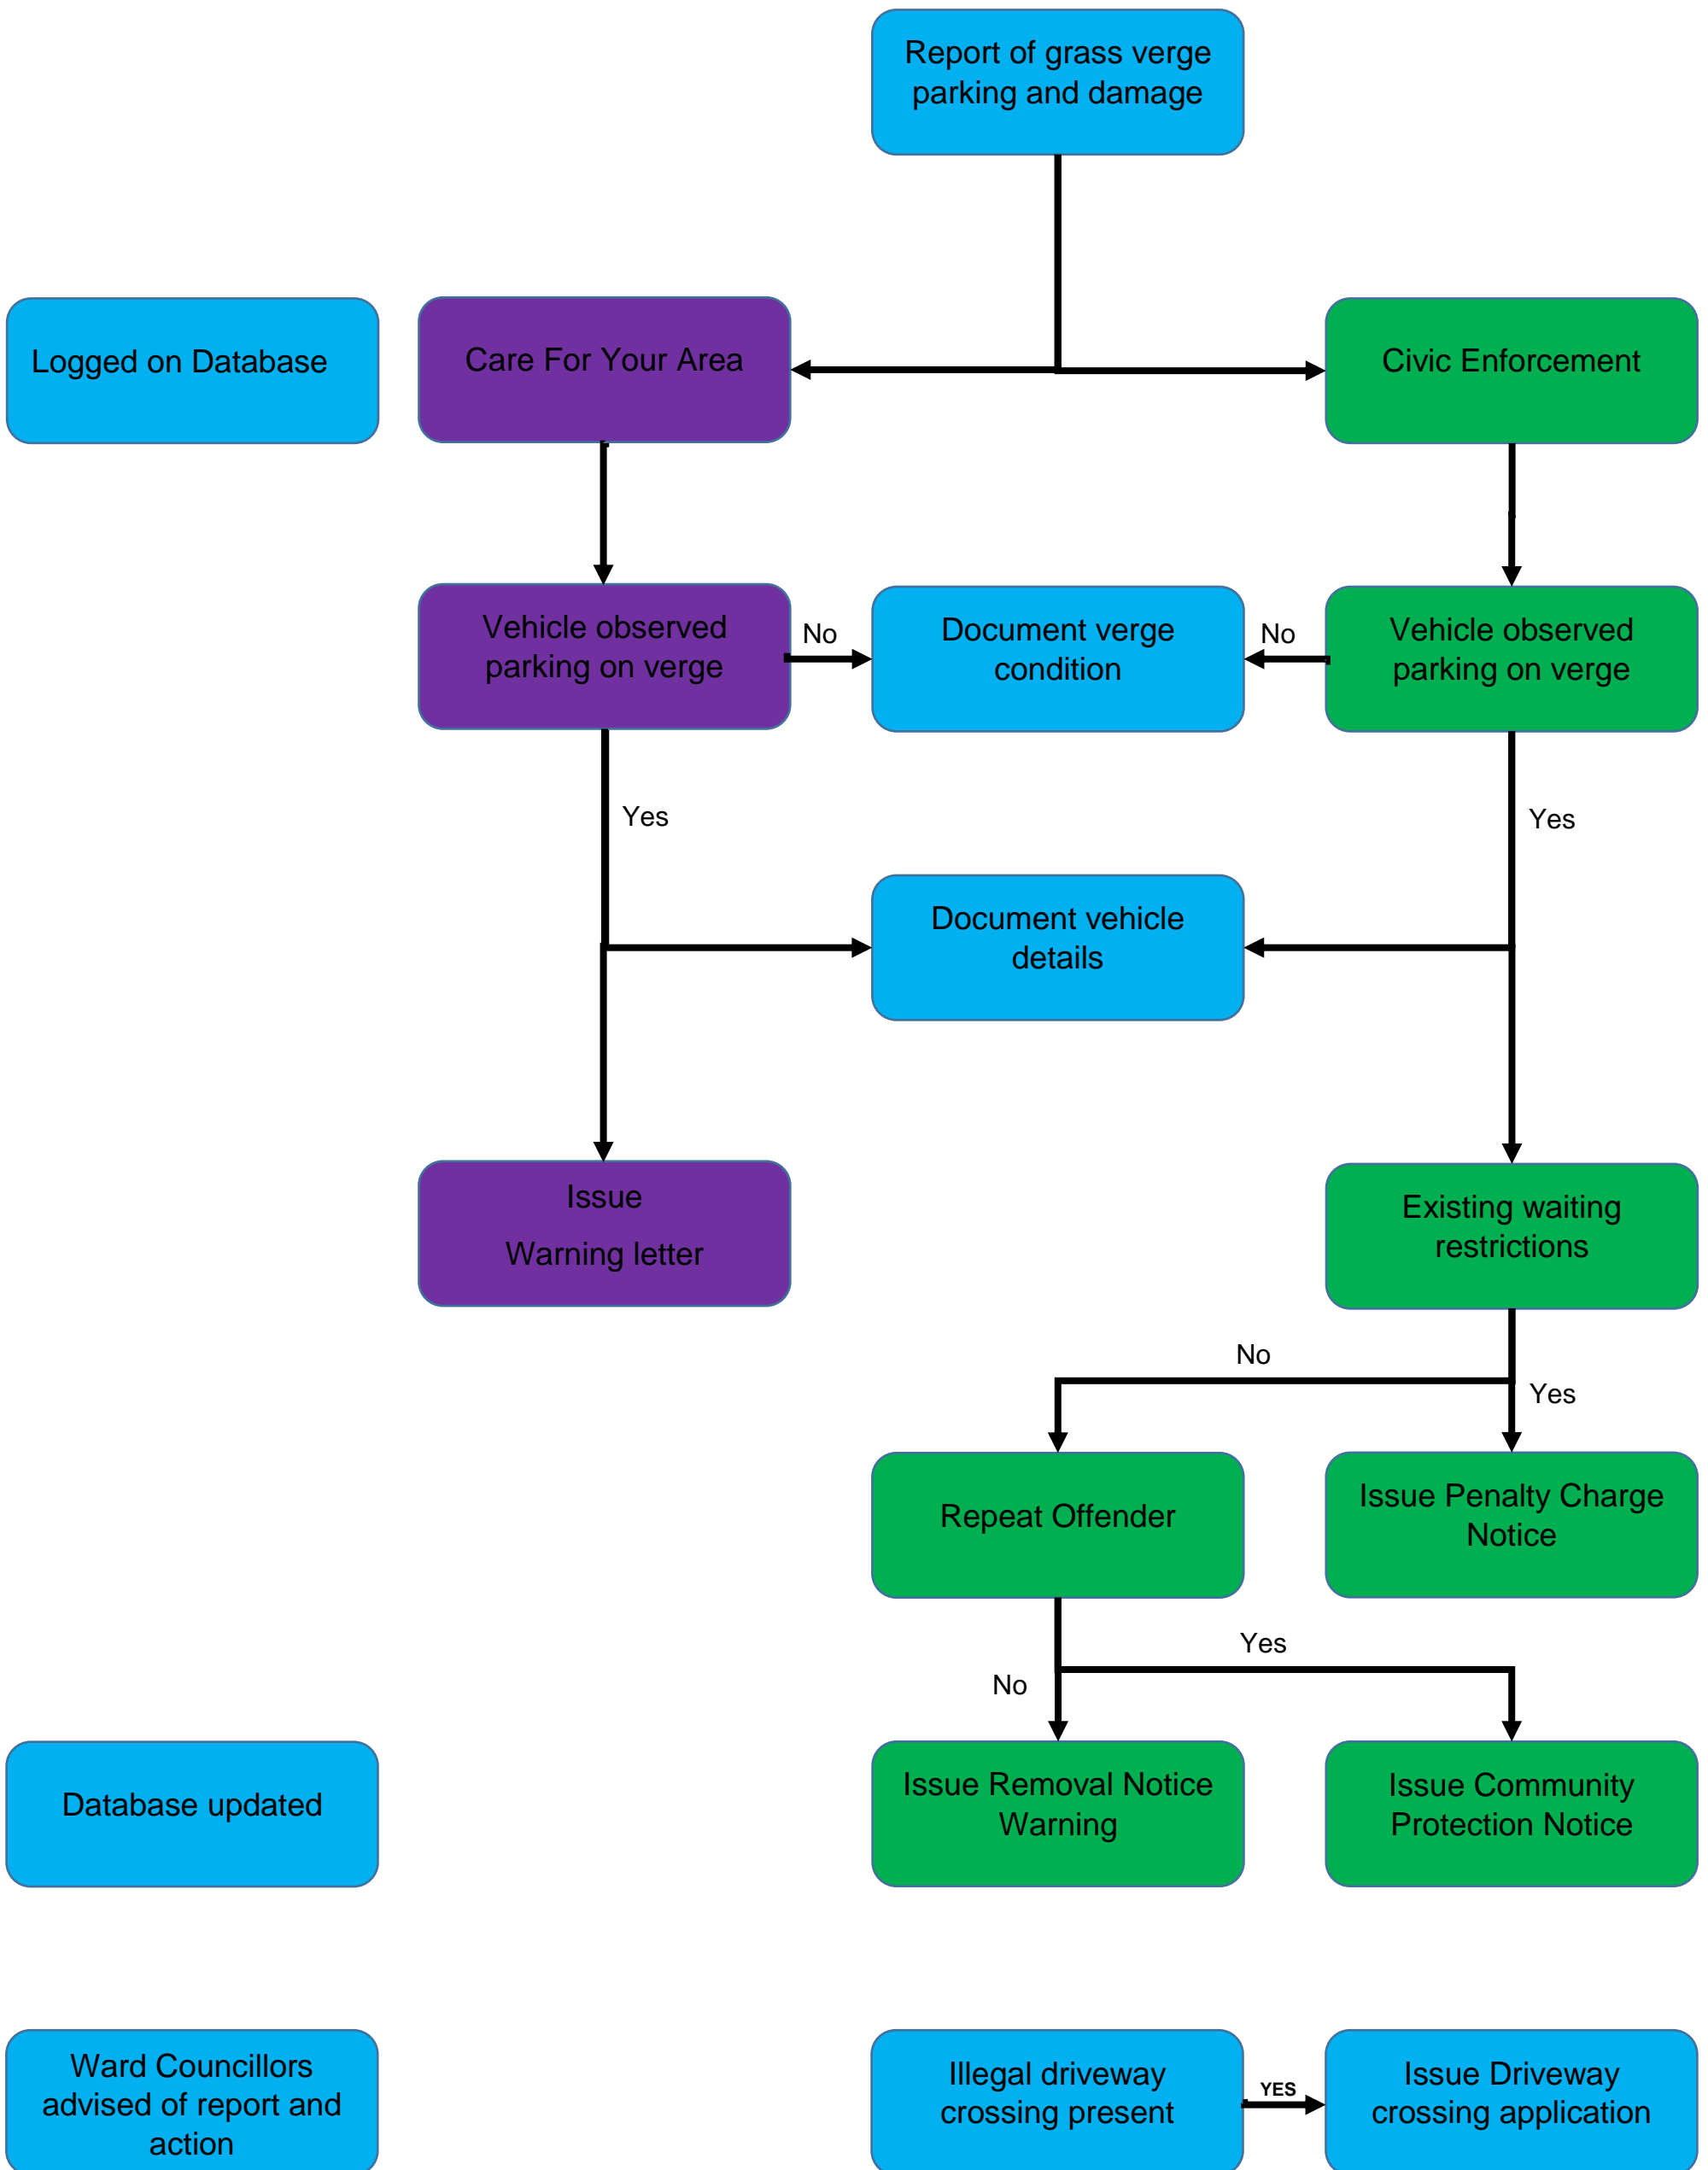 Report of grass verge
parking and damage
Logged on Database
Care For Your Area
Civic Enforcement
Vehicle observed
parking on verge
No
Document verge
condition
No
Vehicle observed
parking on verge
Yes
Yes
Document vehicle
details
Issue
Warning letter
Existing waiting
restrictions
No
Yes
Repeat Offender
Issue Penalty Charge
Notice
Yes
No
Database updated
Issue Removal Notice
Warning
Issue Community
Protection Notice
Ward Councillors
advised of report and
action
Illegal driveway
crossing present
YES
Issue Driveway
crossing application